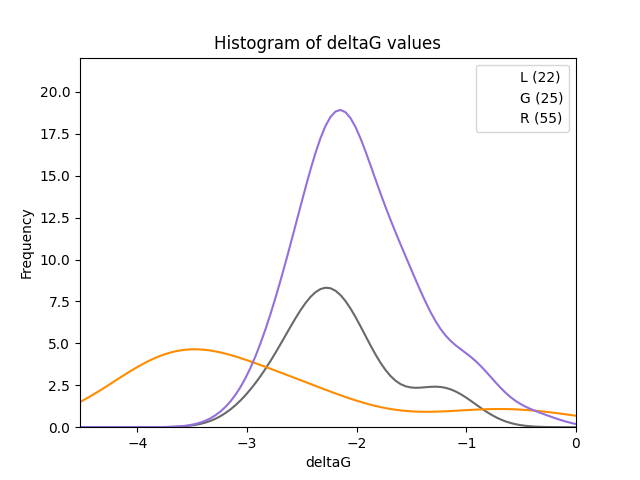 Histogram of deltaG values
L (22)
G (25)
R (55)
20.0
17.5
15.0
12.5
10.0
7.5
5.0
2.5
0.0
Frequency
−4
−3
−2
−1
0
deltaG